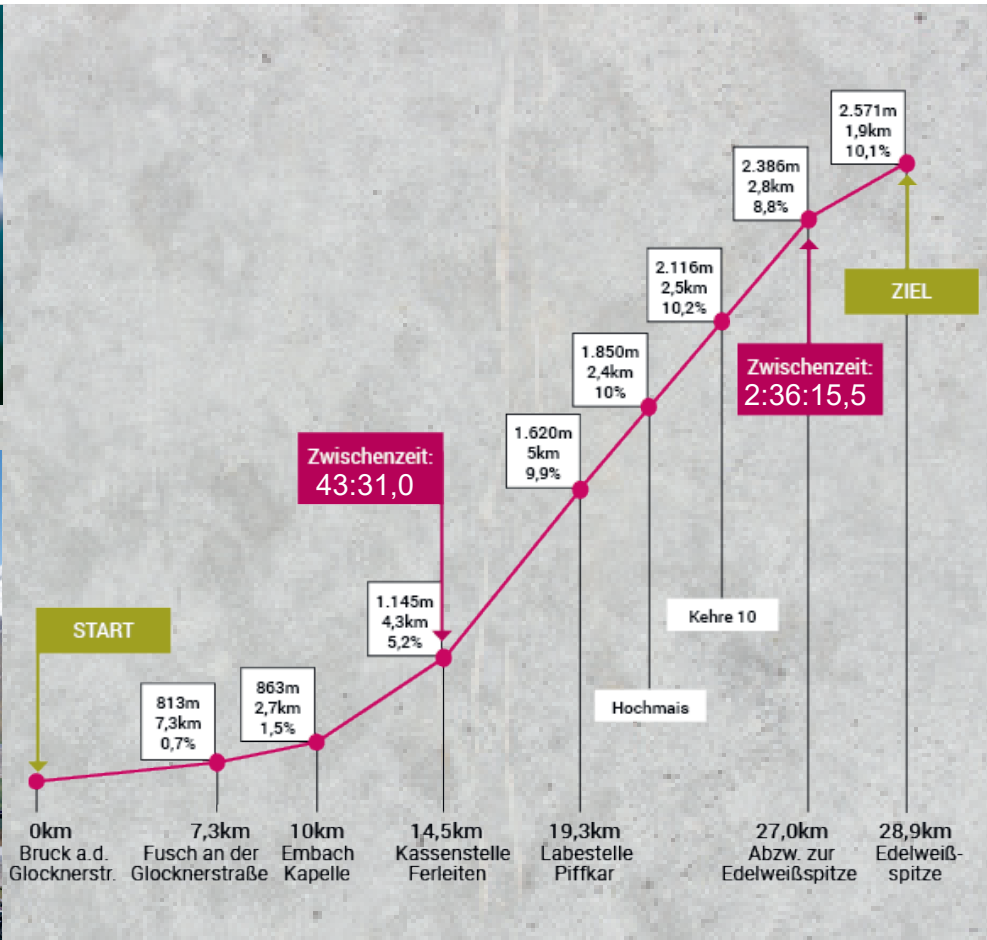 2.571m
1,9km
10,1%
2.386m
2,8km
8,8%
ZIEL
2.116m
2,5km
10,2%
1.850m
2,4km
10%
Zwischenzeit:
2:36:15,5
1.620m
5km
9,9%
Zwischenzeit:
43:31,0
1.145m
4,3km
5,2%
START
Kehre 10
863m
2,7km
1,5%
813m
7,3km
0,7%
Hochmais
0km
Bruck a.d.
Glocknerstr.
7,3km
Fusch an der
Glocknerstraße
10km
Embach
Kapelle
14,5km
Kassenstelle
Ferleiten
19,3km
Labestelle
Piffkar
27,0km
Abzw. zur
Edelweißspitze
28,9km
Edelweiß-
spitze